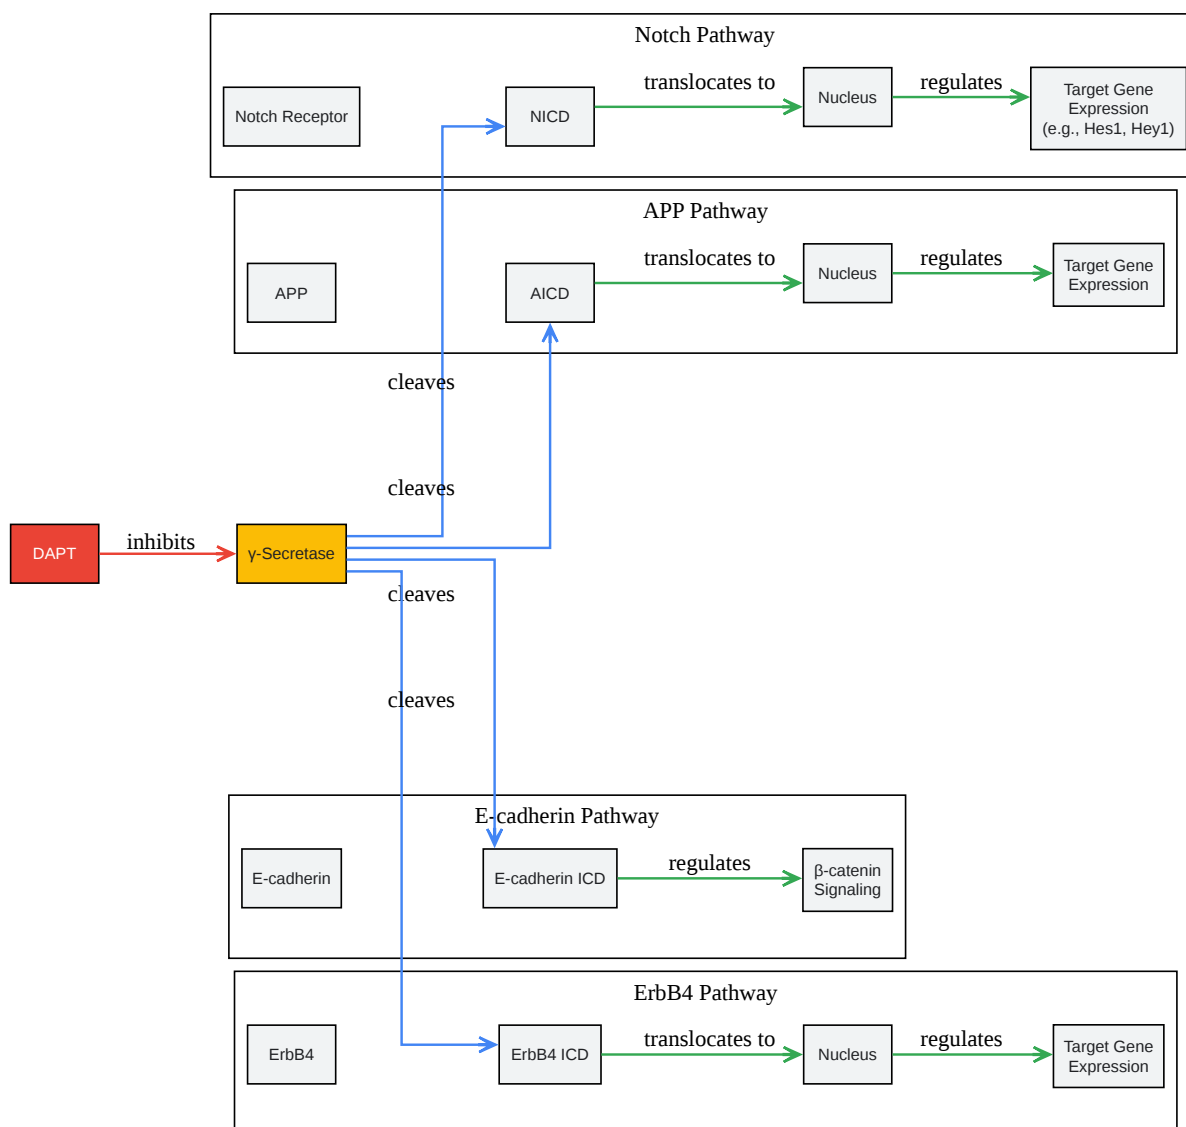 Notch Pathway
Notch Receptor
NICD
translocates to
Nucleus
regulates
Target Gene
Expression
(e.g., Hes1, Hey1)
APP Pathway
APP
AICD
translocates to
Nucleus
regulates
Target Gene
Expression
cleaves
cleaves
DAPT
inhibits
γ-Secretase
cleaves
cleaves
E-cadherin Pathway
E-cadherin
E-cadherin ICD
regulates
β-catenin
Signaling
ErbB4 Pathway
ErbB4
ErbB4 ICD
translocates to
Nucleus
regulates
Target Gene
Expression